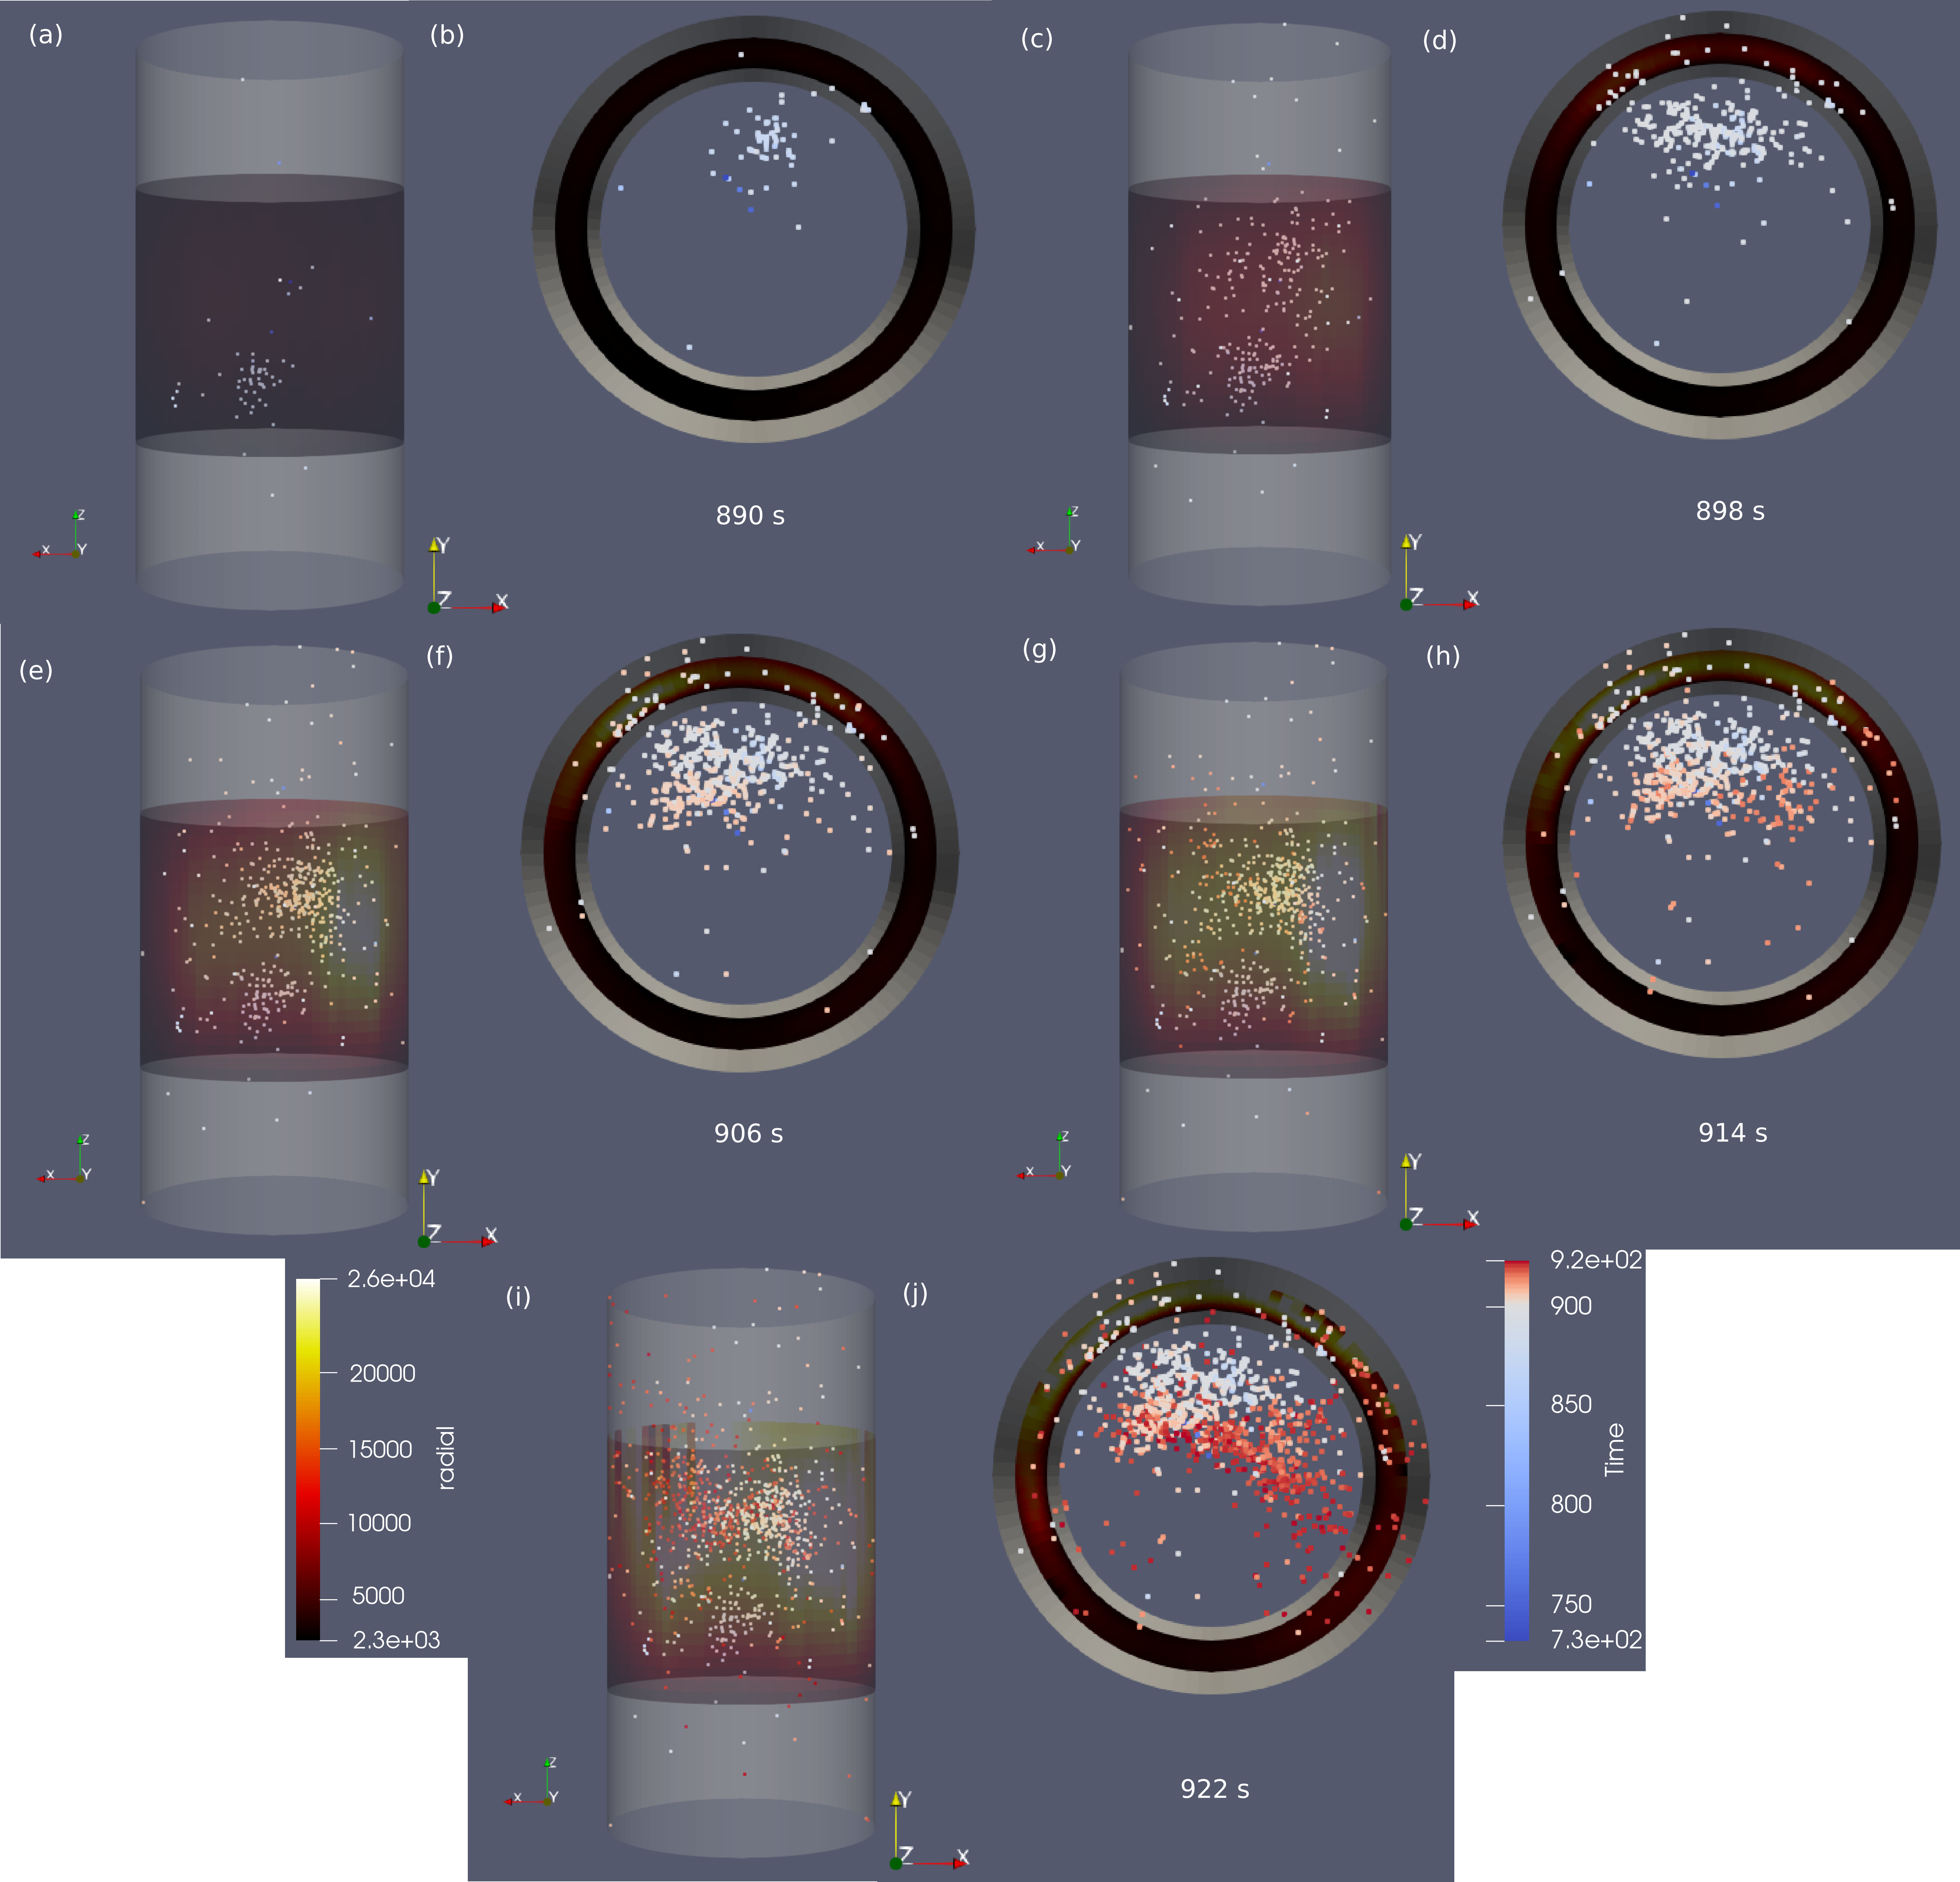 (a)
(b)
(c)
(d)
Z
X
Y
Y
Z
X
890 s
Z
X
Y
Y
Z
X
898 s
(e)
(f)
(g)
(h)
Z
X
Y
Y
Z
X
906 s
Z
X
Y
Y
Z
X
914 s
2.6e+04
20000
15000
10000
5000
2.3e+03
radial
(i)
(j)
9.2e+02
900
850
800
750
7.3e+02
Time
Z
X
Y
Y
Z
X
922 s